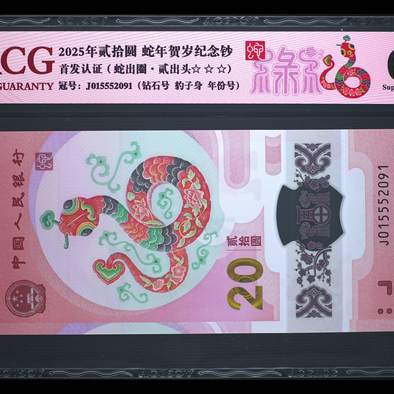 CG
GUARANTY
2025年贰拾圆 蛇年贺岁纪念钞
首发认证（蛇出圈·贰出头☆☆☆）
冠号：J015552091（钻石号 豹子身 年份号）
蛇
Sup
中国人民银行
贰拾圆
20
J015552091
J